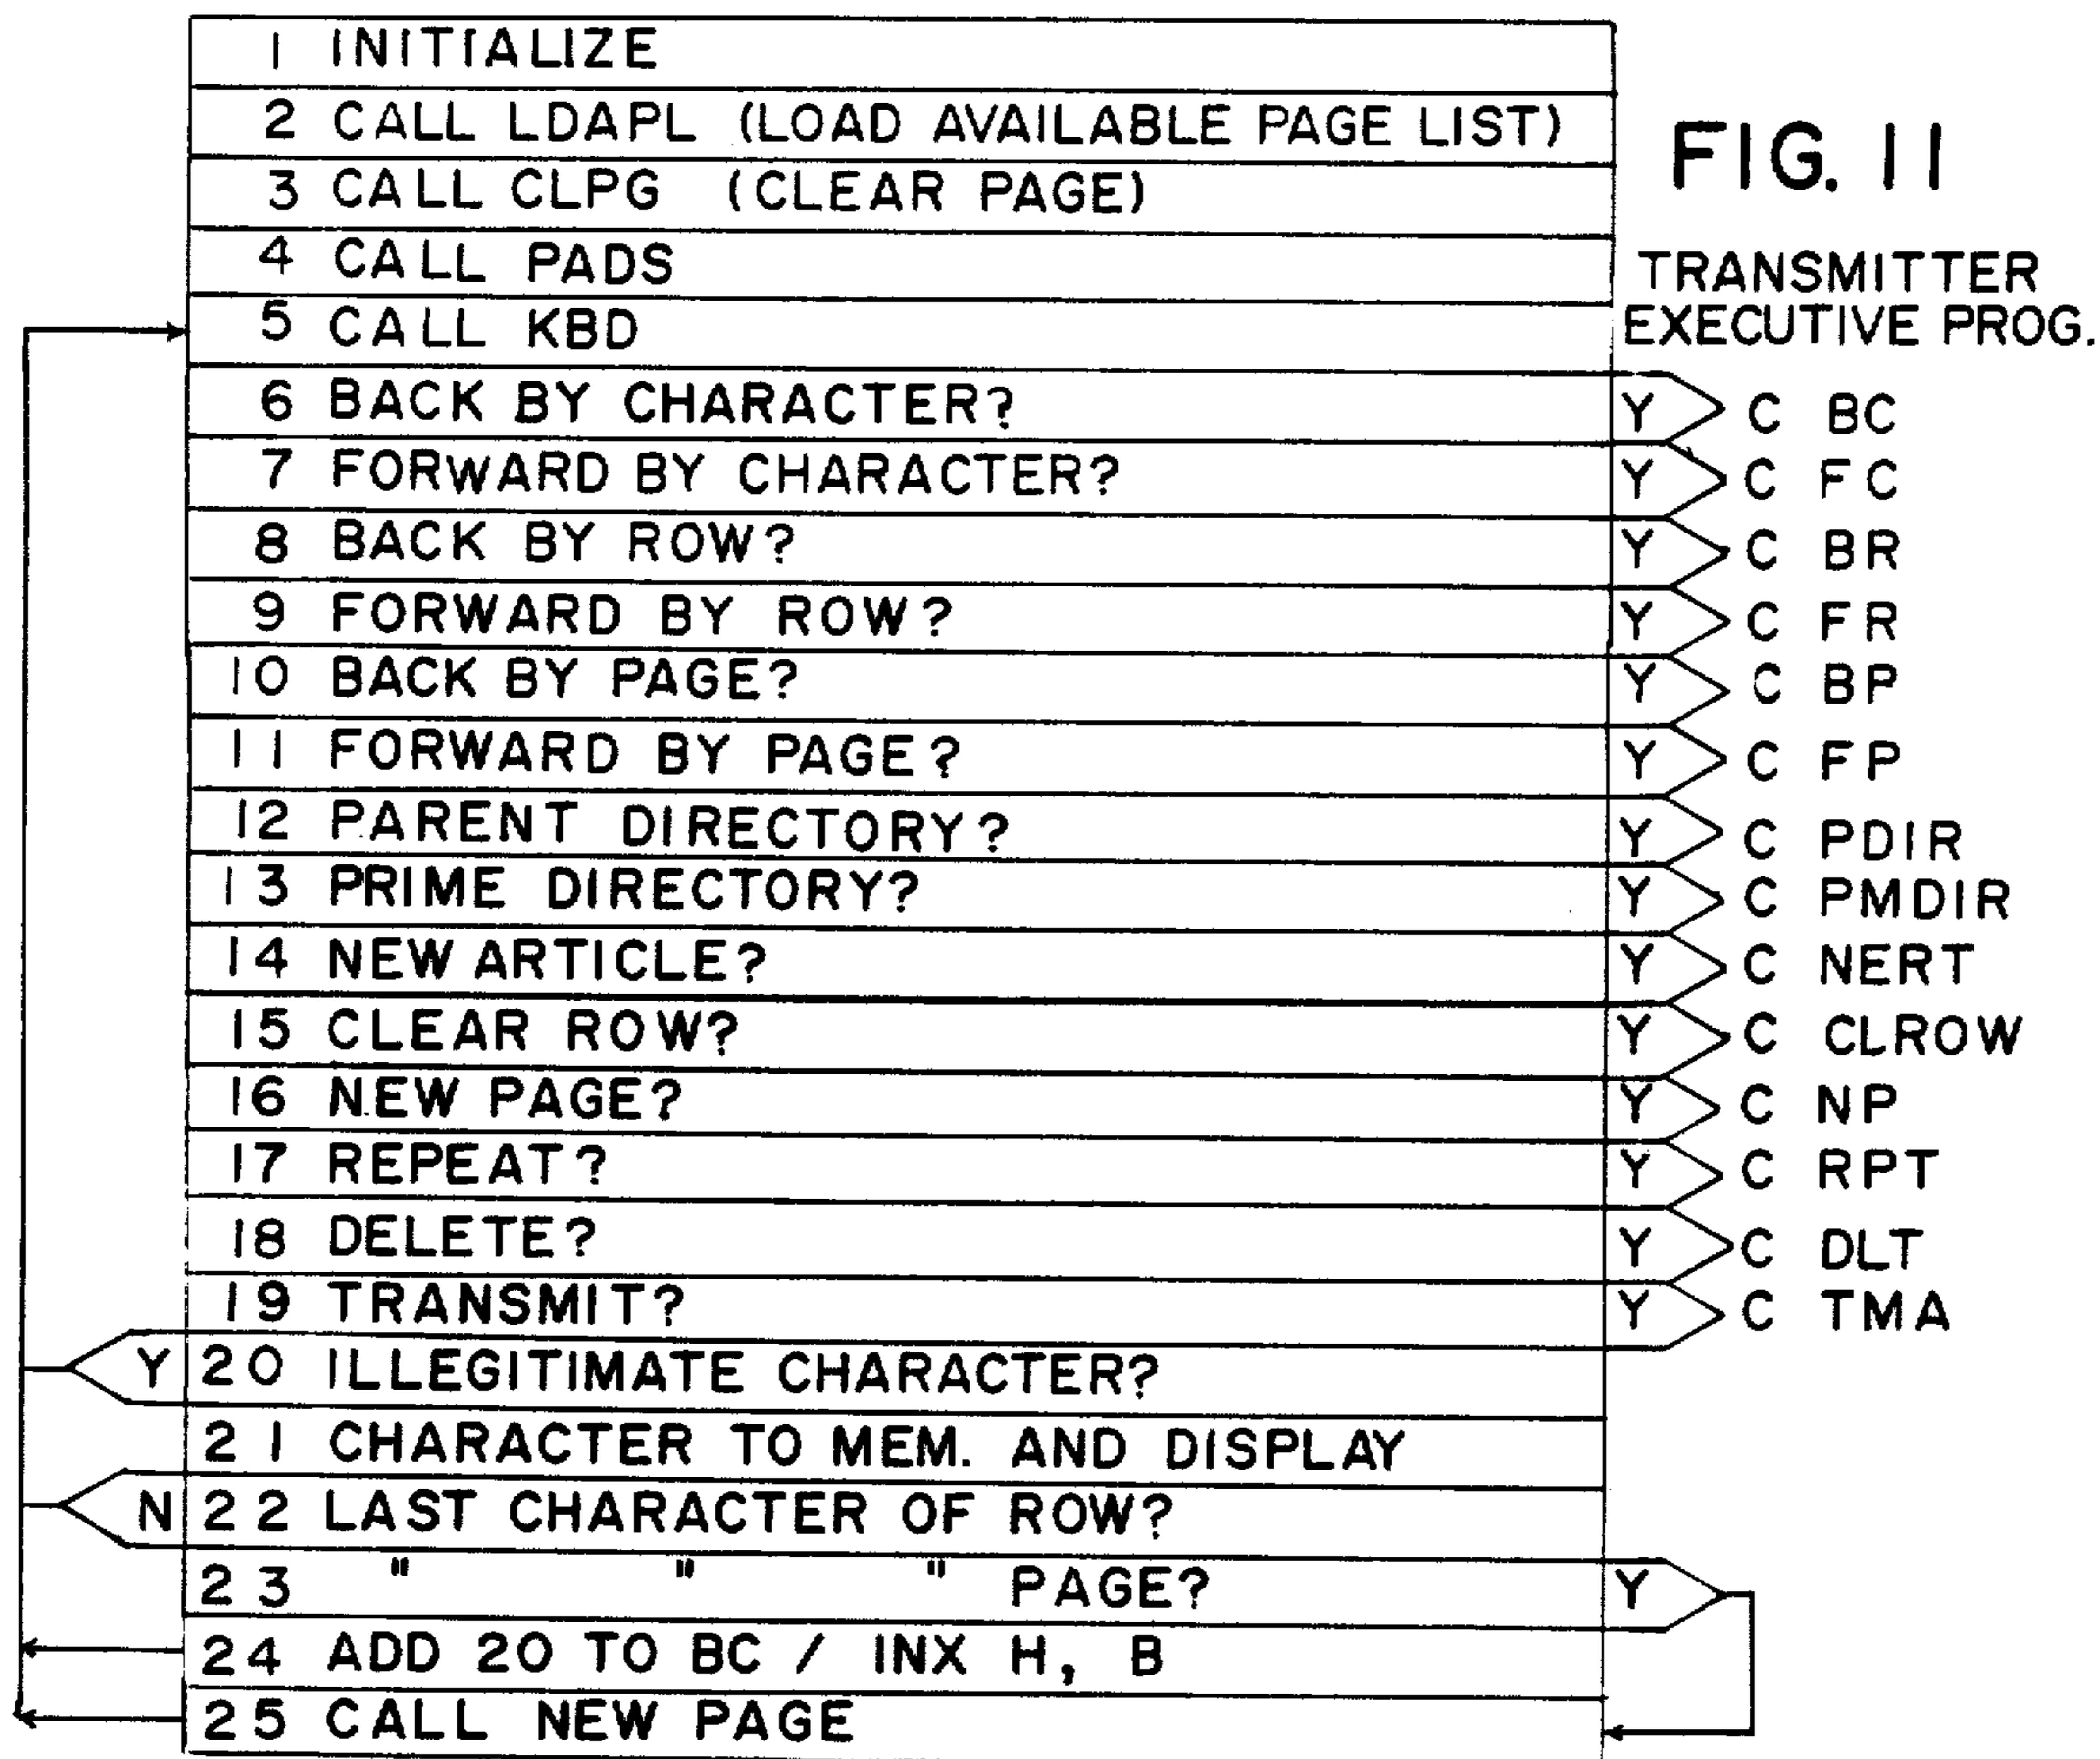 1 INITIALIZE
2 CALL LDAPL (LOAD AVAILABLE PAGE LIST)
3 CALL CLPG (CLEAR PAGE)
4 CALL PADS
5 CALL KBD
FIG. 11
TRANSMITTER
EXECUTIVE PROG.
6 BACK BY CHARACTER? Y C BC
7 FORWARD BY CHARACTER? Y C FC
8 BACK BY ROW? Y C BR
9 FORWARD BY ROW? Y C FR
10 BACK BY PAGE? Y C BP
11 FORWARD BY PAGE? Y C FP
12 PARENT DIRECTORY? Y C PDIR
13 PRIME DIRECTORY? Y C PMDIR
14 NEW ARTICLE? Y C NERT
15 CLEAR ROW? Y C CLROW
16 NEW PAGE? Y C NP
17 REPEAT? Y C RPT
18 DELETE? Y C DLT
19 TRANSMIT? Y C TMA
Y 20 ILLEGITIMATE CHARACTER?
21 CHARACTER TO MEM. AND DISPLAY
N 22 LAST CHARACTER OF ROW?
23 " " " PAGE? Y
24 ADD 20 TO BC / INX H, B
25 CALL NEW PAGE